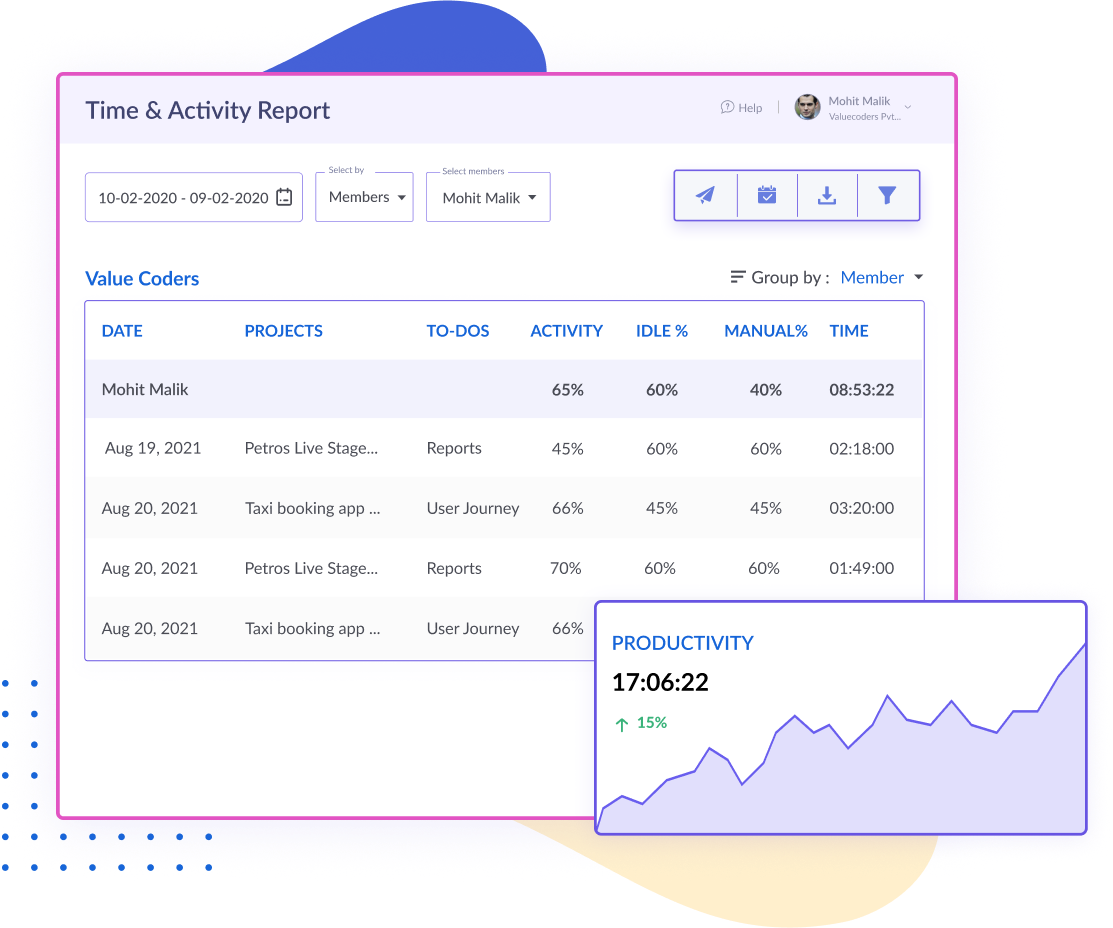 Time & Activity Report
Help
Mohit Malik
Valuecoders Pvt...
10-02-2020 - 09-02-2020
Select by
Members
Select members
Mohit Malik
Value Coders
Group by : Member
DATE PROJECTS TO-DOS ACTIVITY IDLE % MANUAL% TIME
Mohit Malik 65% 60% 40% 08:53:22
Aug 19, 2021 Petros Live Stage... Reports 45% 60% 60% 02:18:00
Aug 20, 2021 Taxi booking app ... User Journey 66% 45% 45% 03:20:00
Aug 20, 2021 Petros Live Stage... Reports 70% 60% 60% 01:49:00
Aug 20, 2021 Taxi booking app ... User Journey 66%
PRODUCTIVITY
17:06:22
↑ 15%